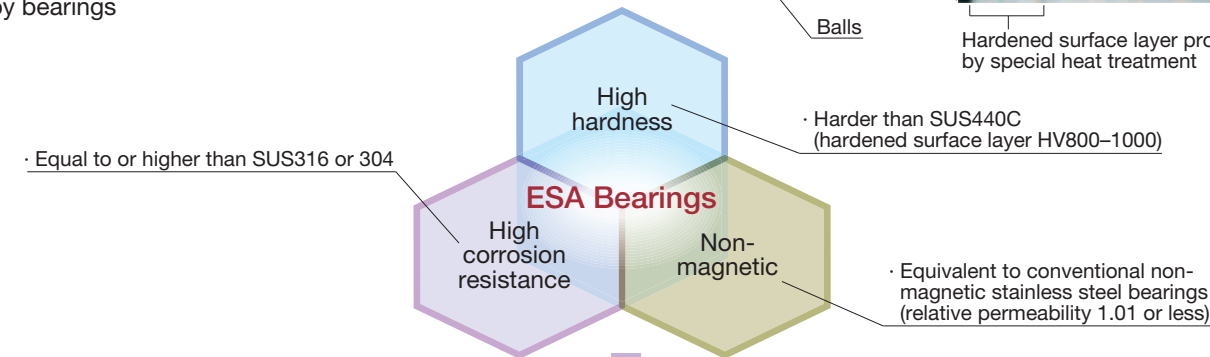 by bearings
Balls
Hardened surface layer pro
by special heat treatment
High
hardness
· Harder than SUS440C
(hardened surface layer HV800–1000)
· Equal to or higher than SUS316 or 304
ESA Bearings
High
corrosion
resistance
Non-
magnetic
· Equivalent to conventional non-
magnetic stainless steel bearings
(relative permeability 1.01 or less)